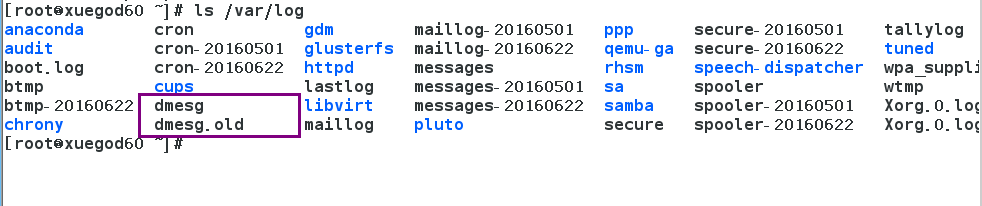 [root@xuegod60 ~]# ls /var/log
anaconda cron gdm maillog-20160501 ppp secure-20160501 tallylog
audit cron-20160501 glusterfs maillog-20160622 qemu-ga secure-20160622 tuned
boot.log cron-20160622 httpd messages rhsm speech-dispatcher wpa_suppli
btmp cups lastlog messages-20160501 sa spooler wtmp
btmp-20160622 dmesg libvirt messages-20160622 samba spooler-20160501 Xorg.0.log
chrony dmesg.old maillog pluto secure spooler-20160622 Xorg.0.log
[root@xuegod60 ~]#